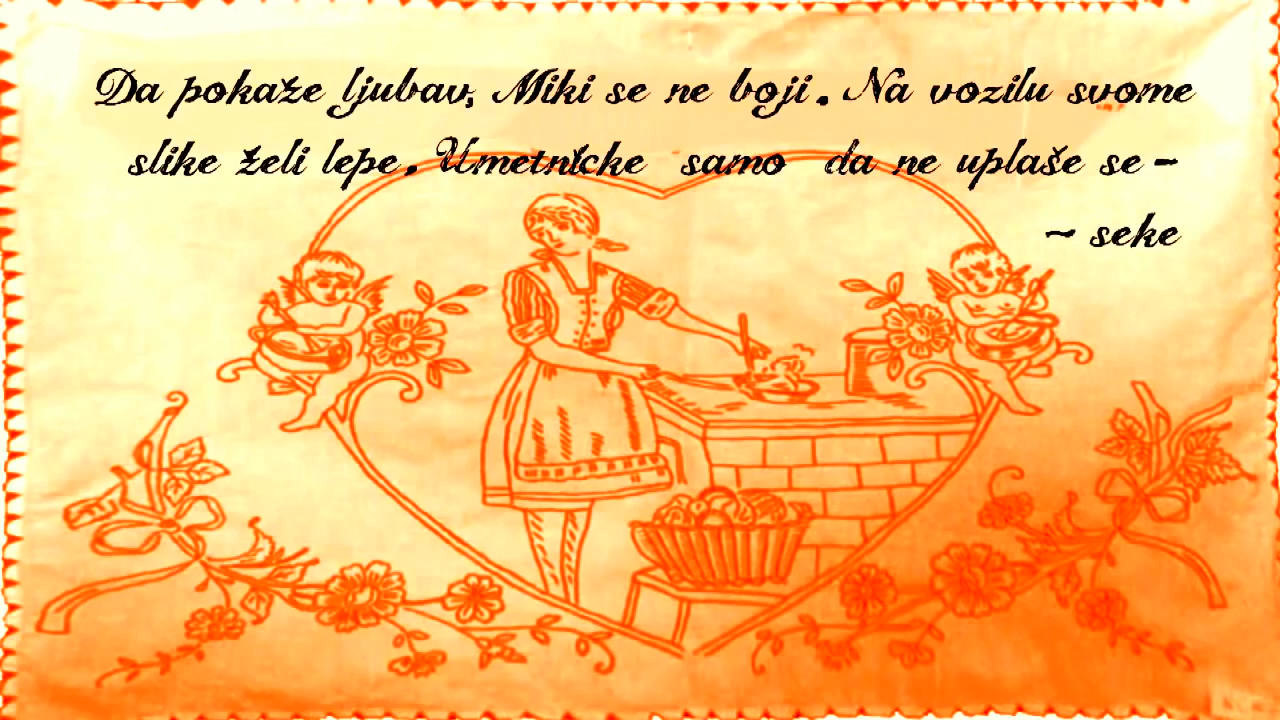 Da pokaže ljubav, Miki se ne boji. Na vozilu svome
slike želi lepe. Umetničke samo da ne uplaše se -
~ seke